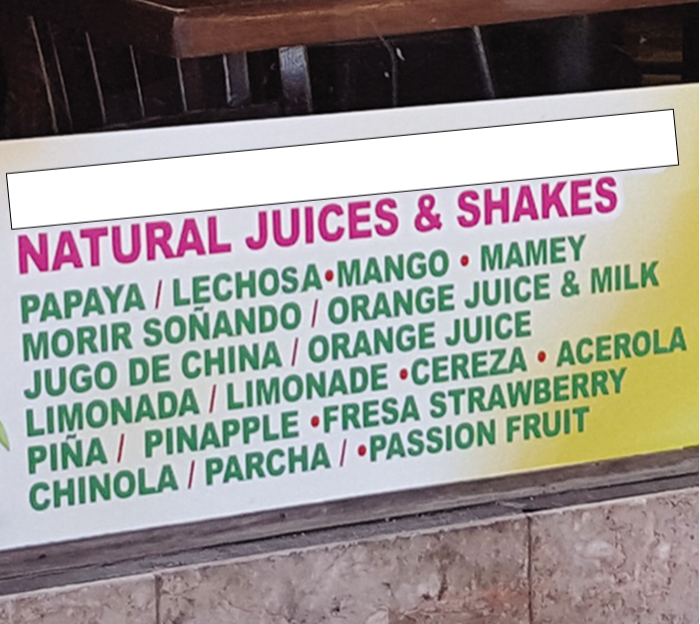 NATURAL JUICES & SHAKES
PAPAYA / LECHOSA•MANGO • MAMEY
MORIR SOÑANDO / ORANGE JUICE & MILK
JUGO DE CHINA / ORANGE JUICE
LIMONADA / LIMONADE •CEREZA • ACEROLA
PIÑA / PINAPPLE •FRESA STRAWBERRY
CHINOLA / PARCHA / •PASSION FRUIT